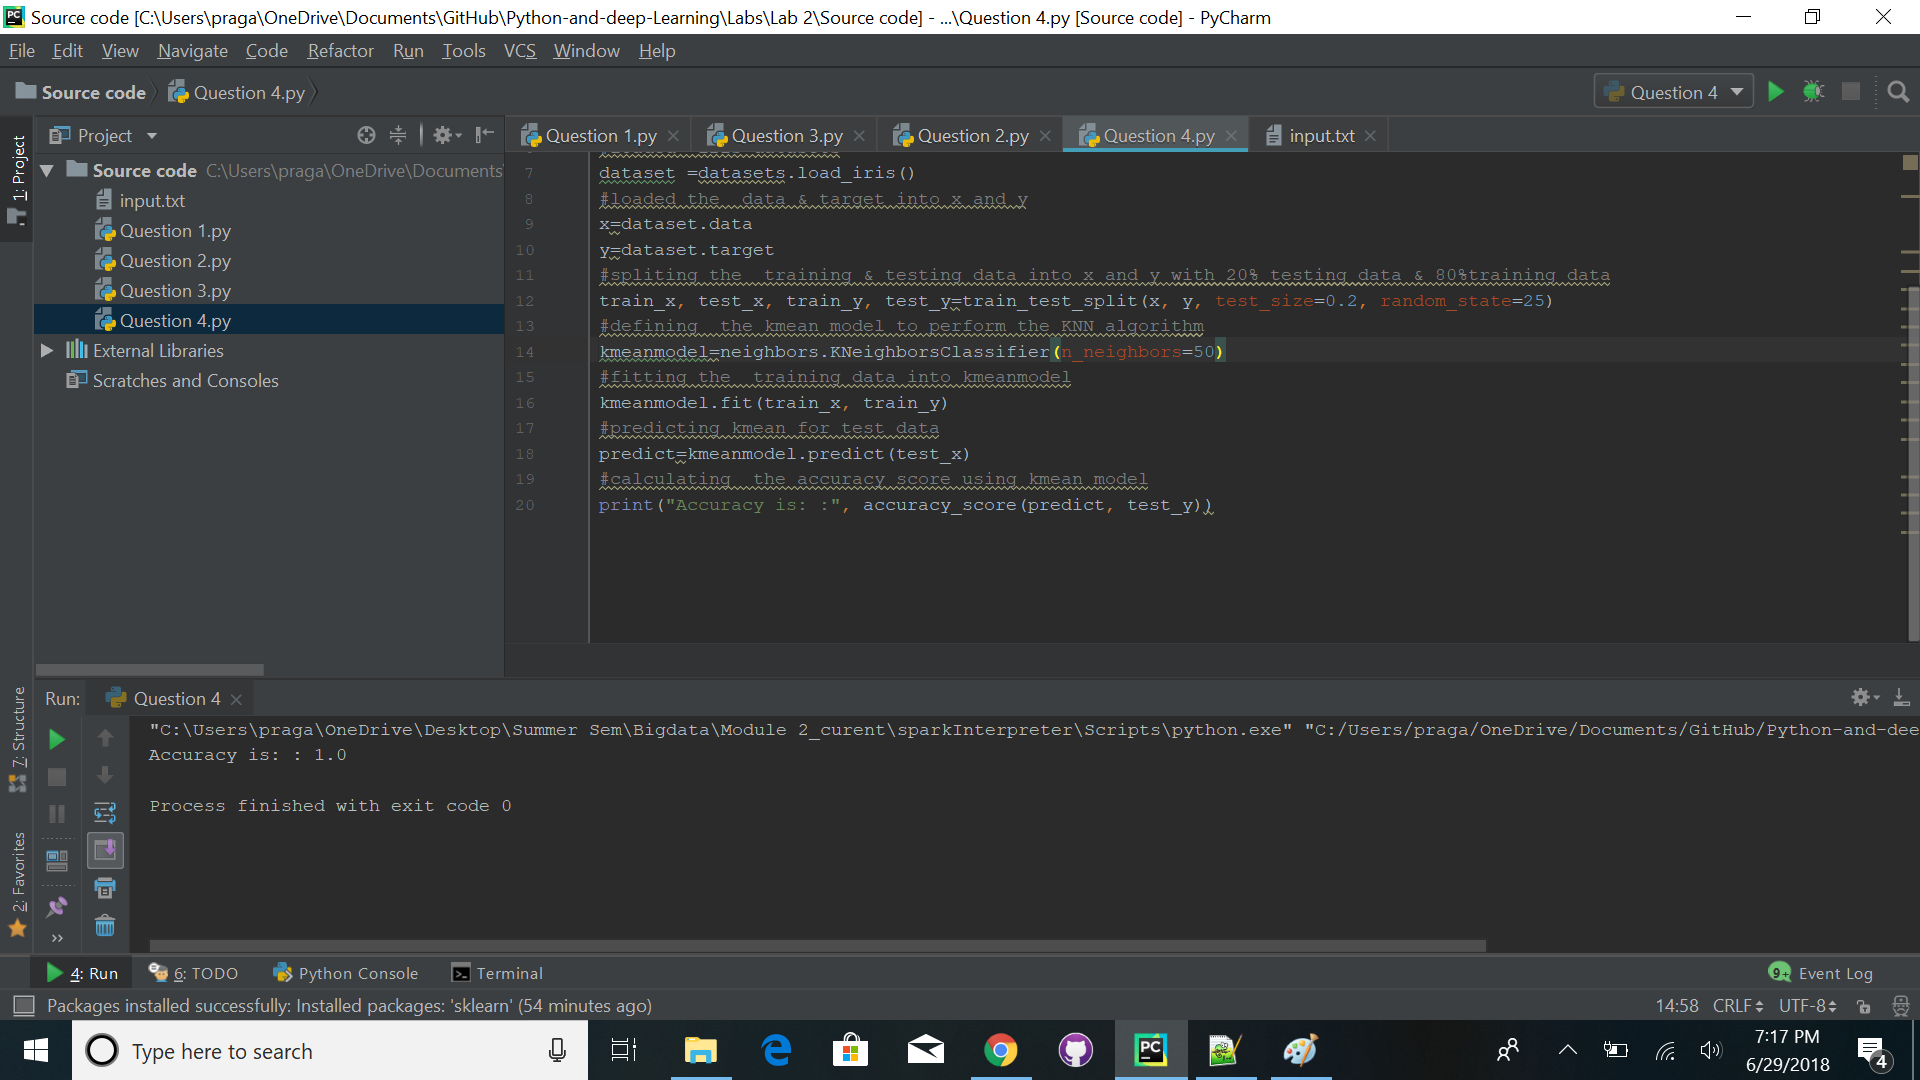 Source code [C:\Users\praga\OneDrive\Documents\GitHub\Python-and-deep-Learning\Labs\Lab 2\Source code] - ...\Question 4.py [Source code] - PyCharm
File Edit View Navigate Code Refactor Run Tools VCS Window Help
Source code Question 4.py
Question 4
1: Project
Project
Question 1.py
Question 3.py
Question 2.py
Question 4.py
input.txt
Source code C:\Users\praga\OneDrive\Documents
input.txt
Question 1.py
Question 2.py
Question 3.py
Question 4.py
External Libraries
Scratches and Consoles
7 dataset =datasets.load_iris()
8 #loaded the  data & target into x and y
9 x=dataset.data
10 y=dataset.target
11 #spliting the  training & testing data into x and y with 20% testing data & 80%training data
12 train_x, test_x, train_y, test_y=train_test_split(x, y, test_size=0.2, random_state=25)
13 #defining  the kmean model to perform the KNN algorithm
14 kmeanmodel=neighbors.KNeighborsClassifier(n_neighbors=50)
15 #fitting the  training data into kmeanmodel
16 kmeanmodel.fit(train_x, train_y)
17 #predicting kmean for test data
18 predict=kmeanmodel.predict(test_x)
19 #calculating  the accuracy score using kmean model
20 print("Accuracy is: :", accuracy_score(predict, test_y))
7: Structure
2: Favorites
Run: Question 4
"C:\Users\praga\OneDrive\Desktop\Summer Sem\Bigdata\Module 2_curent\sparkInterpreter\Scripts\python.exe" "C:/Users/praga/OneDrive/Documents/GitHub/Python-and-dee
Accuracy is: : 1.0
Process finished with exit code 0
4: Run 6: TODO Python Console Terminal
9+ Event Log
Packages installed successfully: Installed packages: 'sklearn' (54 minutes ago)
14:58 CRLF UTF-8
Type here to search
PC
7:17 PM
6/29/2018
4